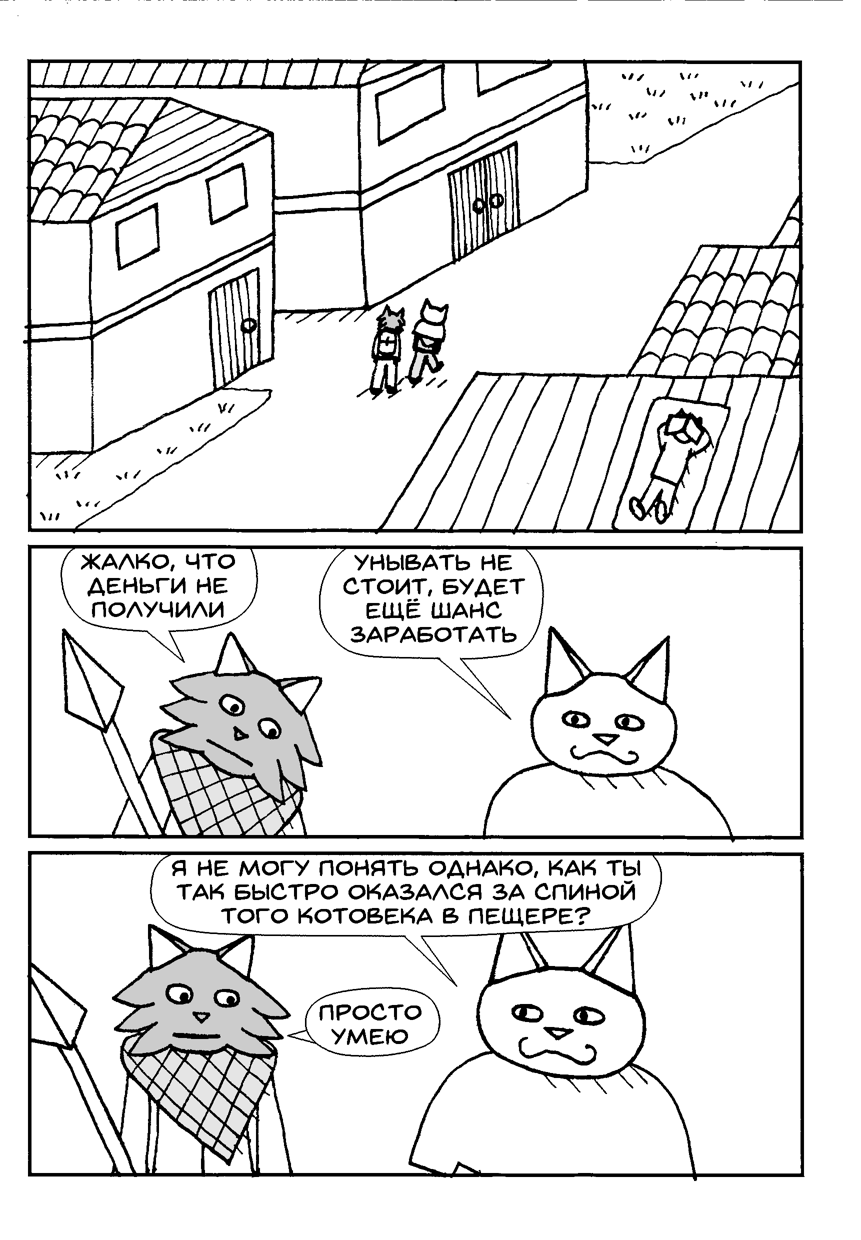 ЖАЛКО, ЧТО
ДЕНЬГИ НЕ
ПОЛУЧИЛИ
УНЫВАТЬ НЕ
СТОИТ, БУДЕТ
ЕЩЁ ШАНС
ЗАРАБОТАТЬ
Я НЕ МОГУ ПОНЯТЬ ОДНАКО, КАК ТЫ
ТАК БЫСТРО ОКАЗАЛСЯ ЗА СПИНОЙ
ТОГО КОТОВЕКА В ПЕЩЕРЕ?
ПРОСТО
УМЕЮ